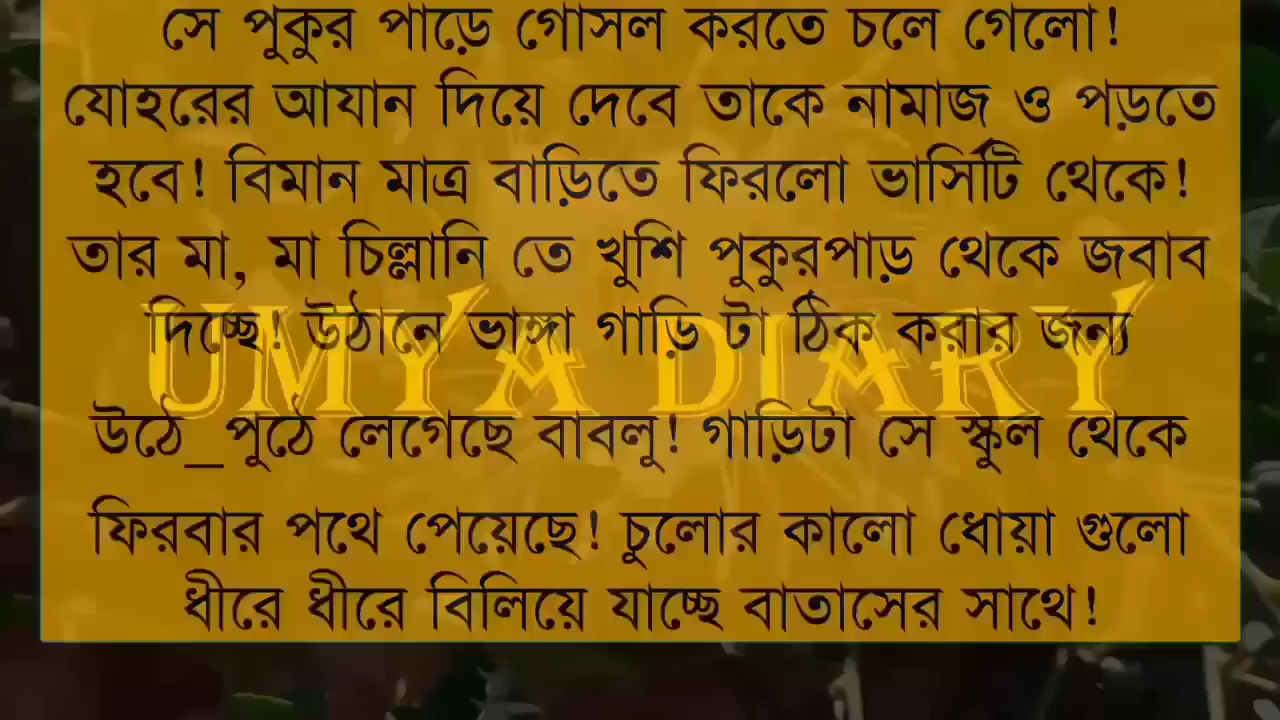 সে পুকুর পাড়ে গোসল করতে চলে গেলো!
যোহরের আযান দিয়ে দেবে তাকে নামাজ ও পড়তে
হবে! বিমান মাত্র বাড়িতে ফিরলো ভার্সিটি থেকে!
তার মা, মা চিল্লানি তে খুশি পুকুরপাড় থেকে জবাব
দিচ্ছে! উঠানে ভাঙ্গা গাড়ি টা ঠিক করার জন্য
UMYA DIARY
উঠে_পুঠে লেগেছে বাবলু! গাড়িটা সে স্কুল থেকে
ফিরবার পথে পেয়েছে! চুলোর কালো ধোয়া গুলো
ধীরে ধীরে বিলিয়ে যাচ্ছে বাতাসের সাথে!